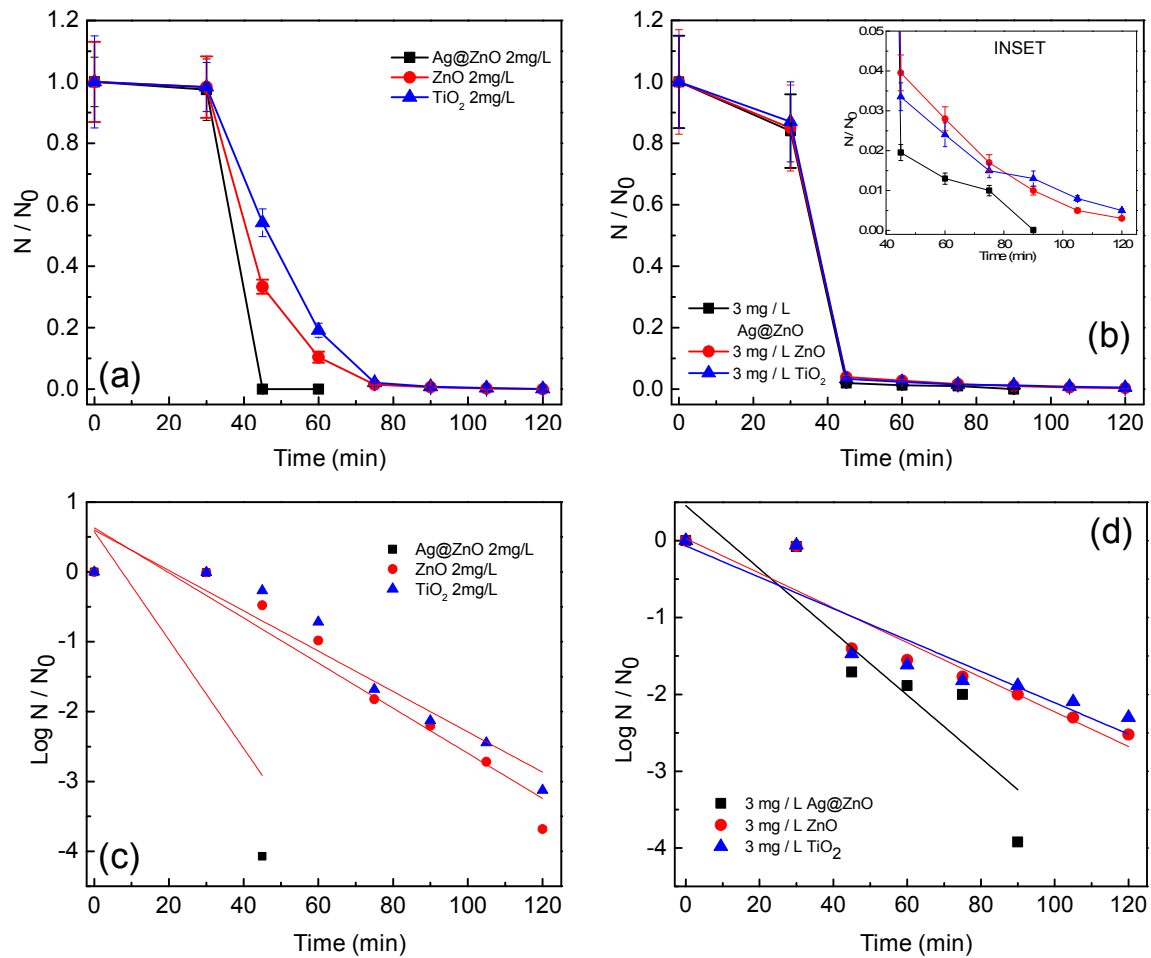 1.2
1.0
0.8
0.6
0.4
0.2
0.0
N / N0
Ag@ZnO 2mg/L
ZnO 2mg/L
TiO2 2mg/L
(a)
0 20 40 60 80 100 120
Time (min)
1.2
1.0
0.8
0.6
0.4
0.2
0.0
N / N0
3 mg / L
Ag@ZnO
3 mg / L ZnO
3 mg / L TiO2
(b)
0 20 40 60 80 100 120
Time (min)
INSET
0.05
0.04
0.03
0.02
0.01
0.00
N/ N0
40 60 80 100 120
Time (min)
1
0
-1
-2
-3
-4
Log N / N0
Ag@ZnO 2mg/L
ZnO 2mg/L
TiO2 2mg/L
(c)
0 20 40 60 80 100 120
Time (min)
0
-1
-2
-3
-4
Log N / N0
(d)
3 mg / L Ag@ZnO
3 mg / L ZnO
3 mg / L TiO2
0 20 40 60 80 100 120
Time (min)